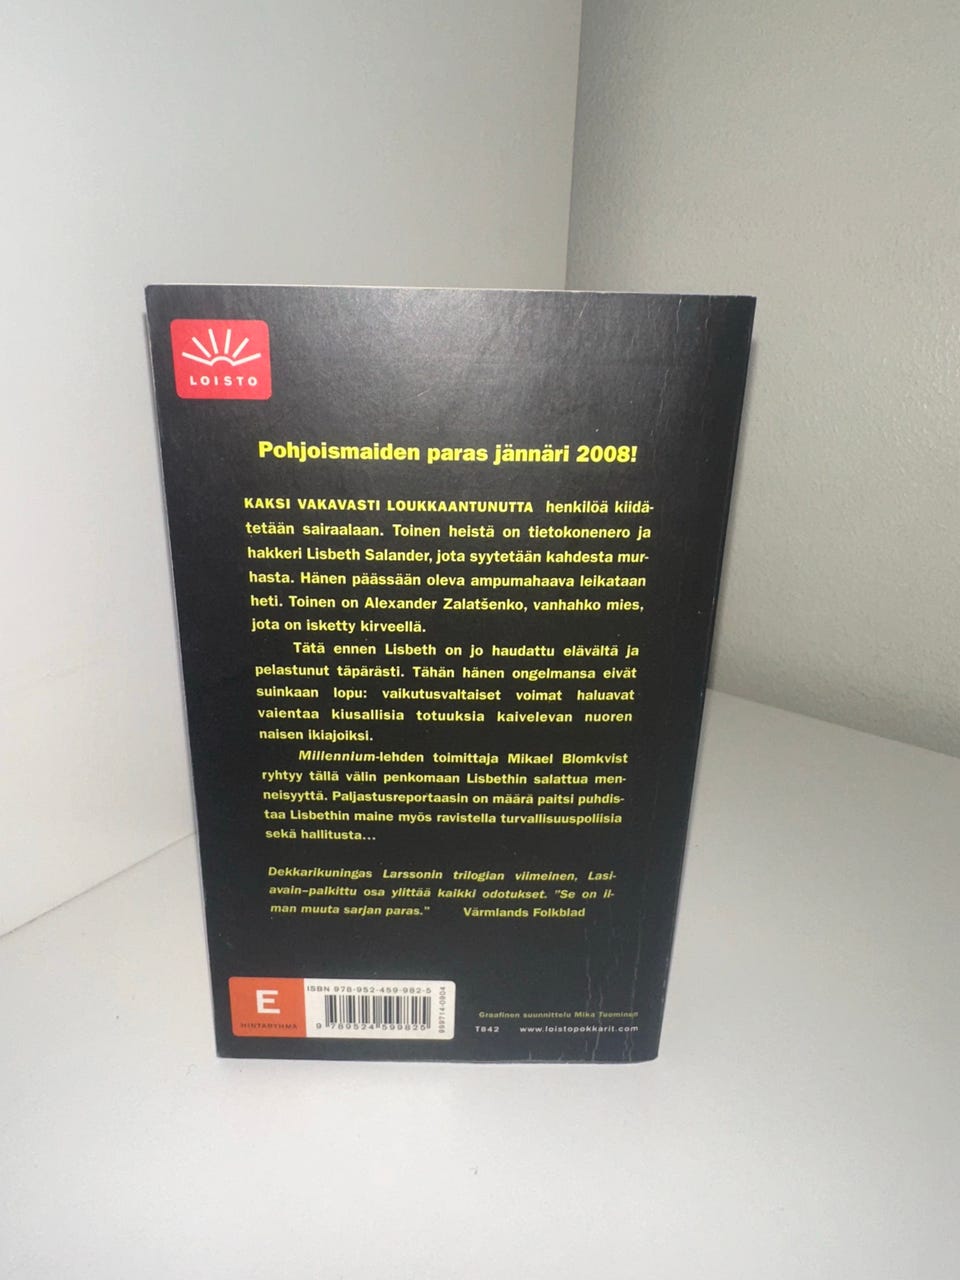 LOISTO
Pohjoismaiden paras jännäri 2008!
KAKSI VAKAVASTI LOUKKAANTUNUTTA henkilöä kiidä-
tetään sairaalaan. Toinen heistä on tietokonenero ja
hakkeri Lisbeth Salander, jota syytetään kahdesta mur-
hasta. Hänen päässään oleva ampumahaava leikataan
heti. Toinen on Alexander Zalatšenko, vanhahko mies,
jota on isketty kirveellä.
Tätä ennen Lisbeth on jo haudattu elävältä ja
pelastunut täpärästi. Tähän hänen ongelmansa eivät
suinkaan lopu: vaikutusvaltaiset voimat haluavat
vaientaa kiusallisia totuuksia kaivelevan nuoren
naisen ikiajoiksi.
Millennium-lehden toimittaja Mikael Blomkvist
ryhtyy tällä välin penkomaan Lisbethin salattua men-
neisyyttä. Paljastusreportaasin on määrä paitsi puhdis-
taa Lisbethin maine myös ravistella turvallisuuspoliisia
sekä hallitusta...
Dekkarikuningas Larssonin trilogian viimeinen, Lasi-
avain-palkittu osa ylittää kaikki odotukset. "Se on il-
man muuta sarjan paras." Värmlands Folkblad
E
HINTARYHMÄ
ISBN 978-952-459-982-5
9 789524 599825
999714-0904
Graafinen suunnittelu Mika Tuominen
T842 www.loistopokkarit.com